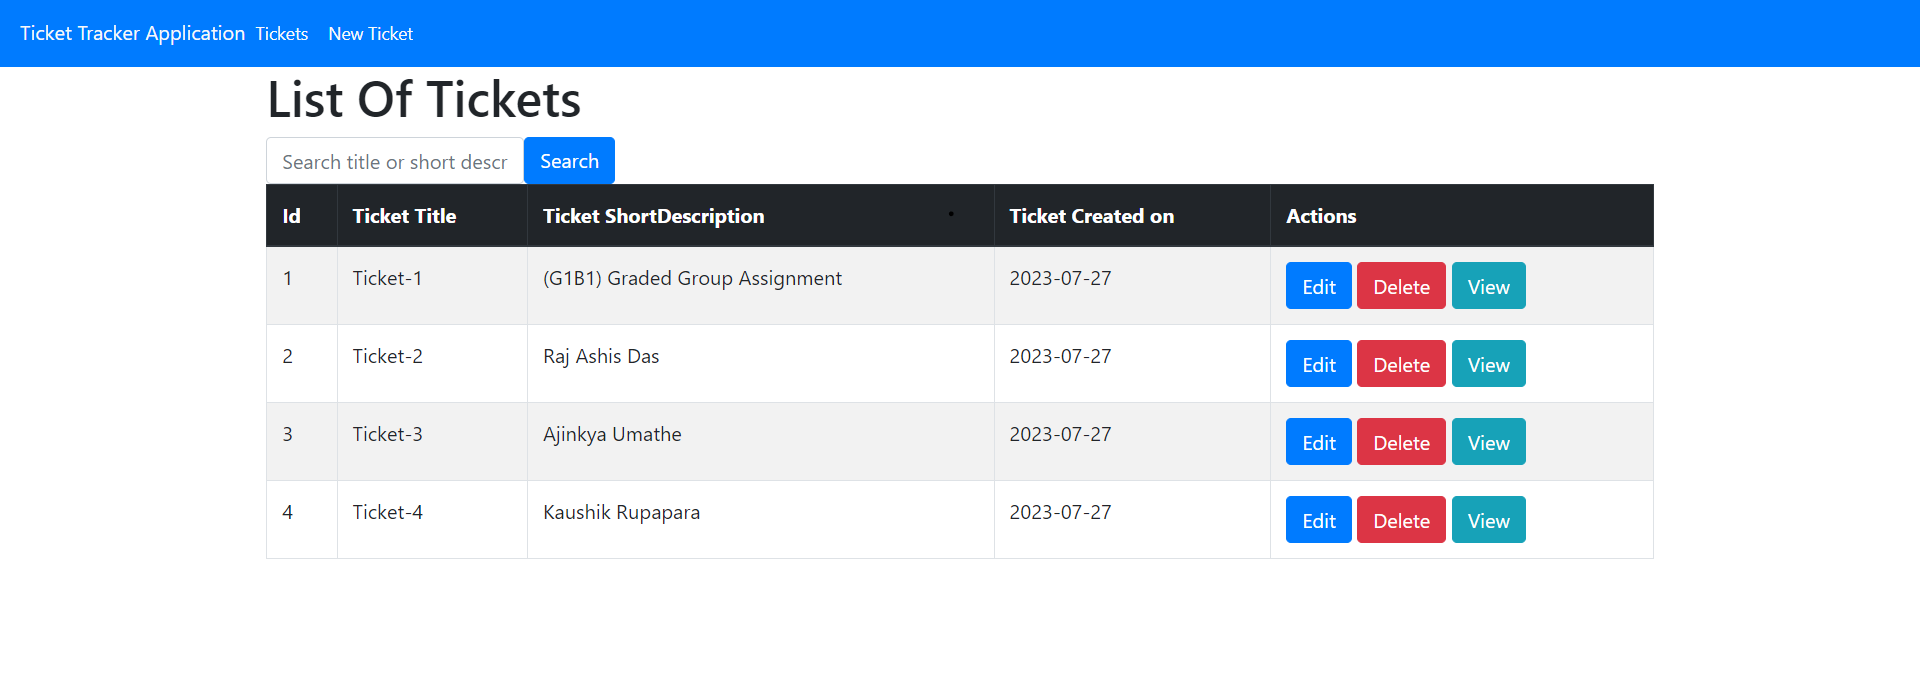 Ticket Tracker Application Tickets New Ticket
List Of Tickets
Search title or short descr Search
Id Ticket Title Ticket ShortDescription Ticket Created on Actions
1 Ticket-1 (G1B1) Graded Group Assignment 2023-07-27 Edit Delete View
2 Ticket-2 Raj Ashis Das 2023-07-27 Edit Delete View
3 Ticket-3 Ajinkya Umathe 2023-07-27 Edit Delete View
4 Ticket-4 Kaushik Rupapara 2023-07-27 Edit Delete View